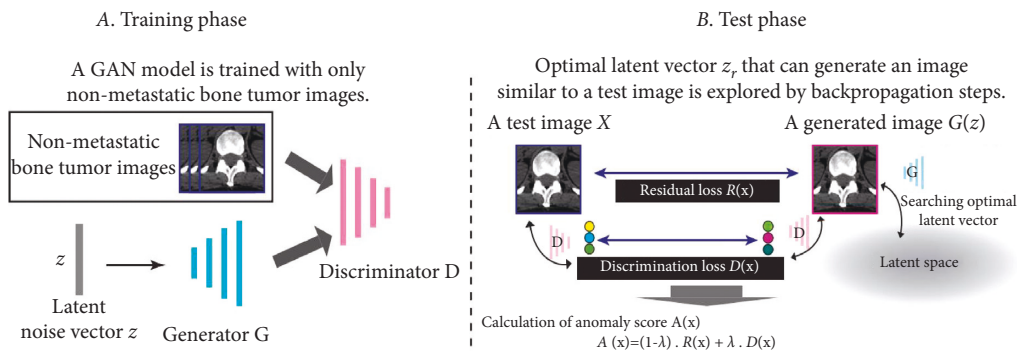 A. Training phase
A GAN model is trained with only
non-metastatic bone tumor images.
Non-metastatic
bone tumor images
z
Latent
noise vector z
Generator G
Discriminator D
B. Test phase
Optimal latent vector zᵣ that can generate an image
similar to a test image is explored by backpropagation steps.
A test image X
A generated image G(z)
Residual loss R(x)
G
Searching optimal
latent vector
D
D
Discrimination loss D(x)
Latent space
Calculation of anomaly score A(x)
A (x)=(1-λ) . R(x) + λ . D(x)